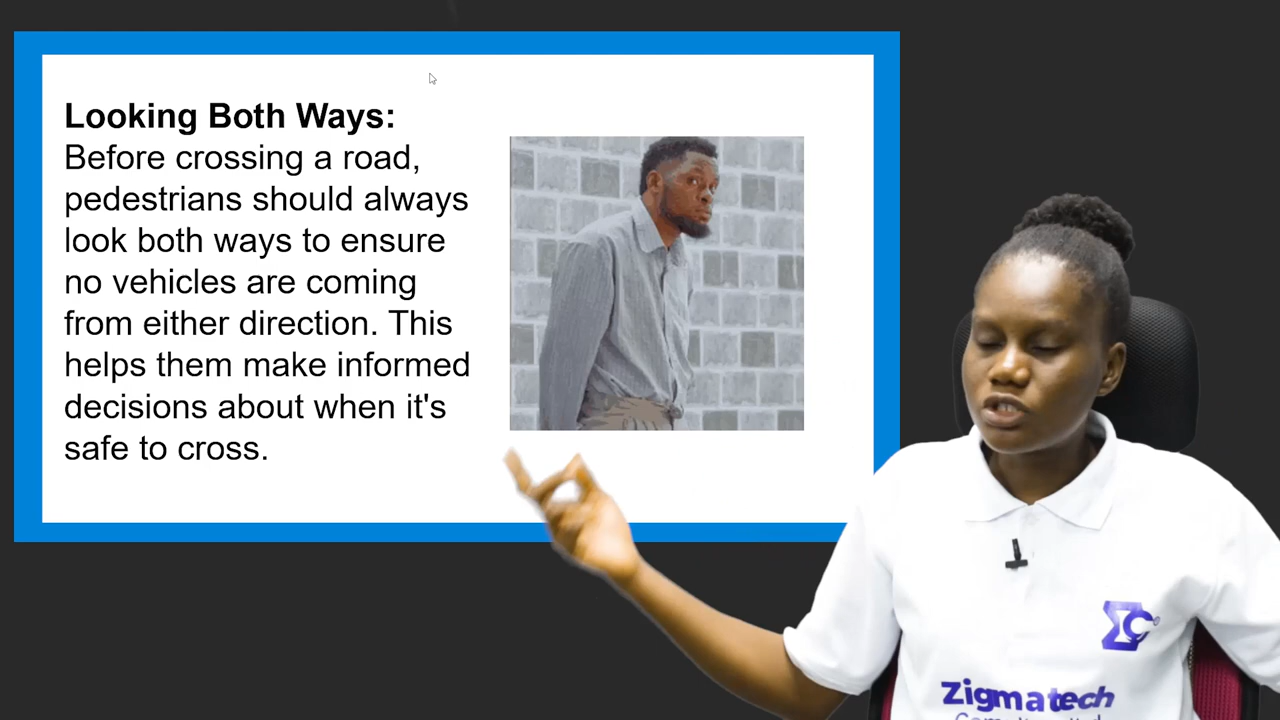 Looking Both Ways:
Before crossing a road,
pedestrians should always
look both ways to ensure
no vehicles are coming
from either direction. This
helps them make informed
decisions about when it's
safe to cross.
Zigmatech